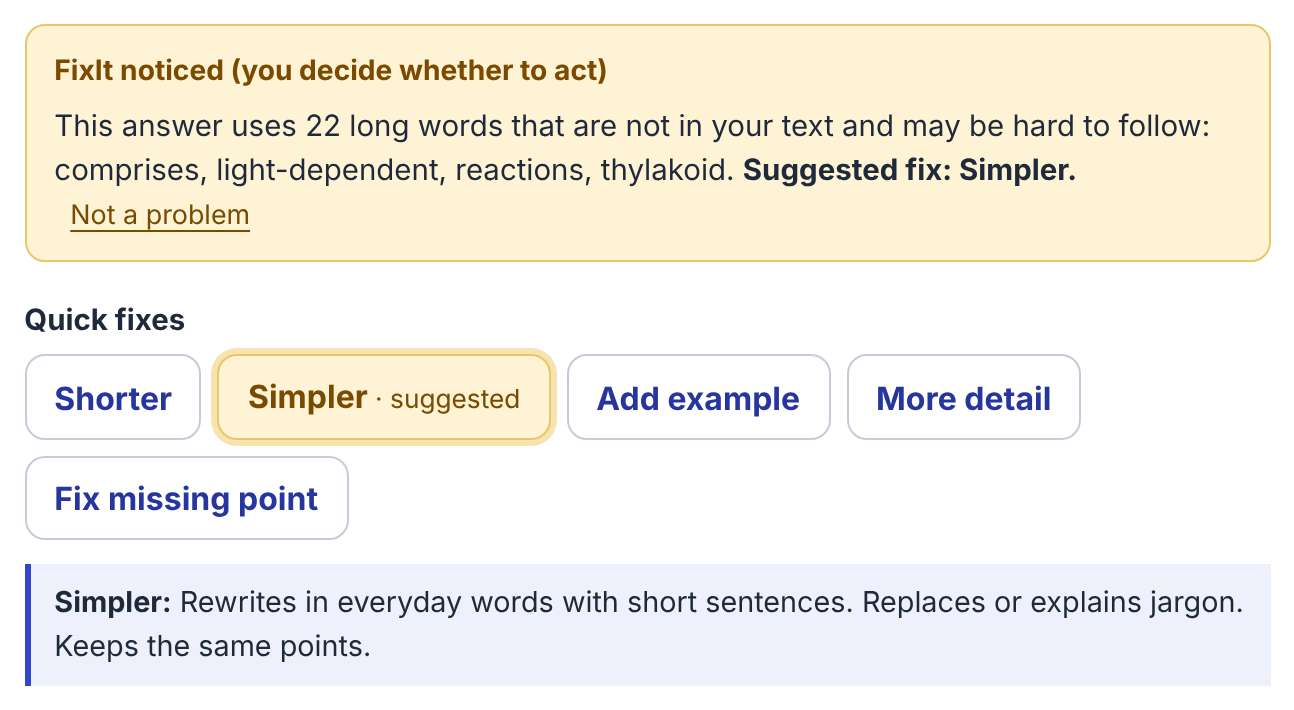 FixIt noticed (you decide whether to act)
This answer uses 22 long words that are not in your text and may be hard to follow:
comprises, light-dependent, reactions, thylakoid. Suggested fix: Simpler.
Not a problem
Quick fixes
Shorter
Simpler · suggested
Add example
More detail
Fix missing point
Simpler: Rewrites in everyday words with short sentences. Replaces or explains jargon.
Keeps the same points.